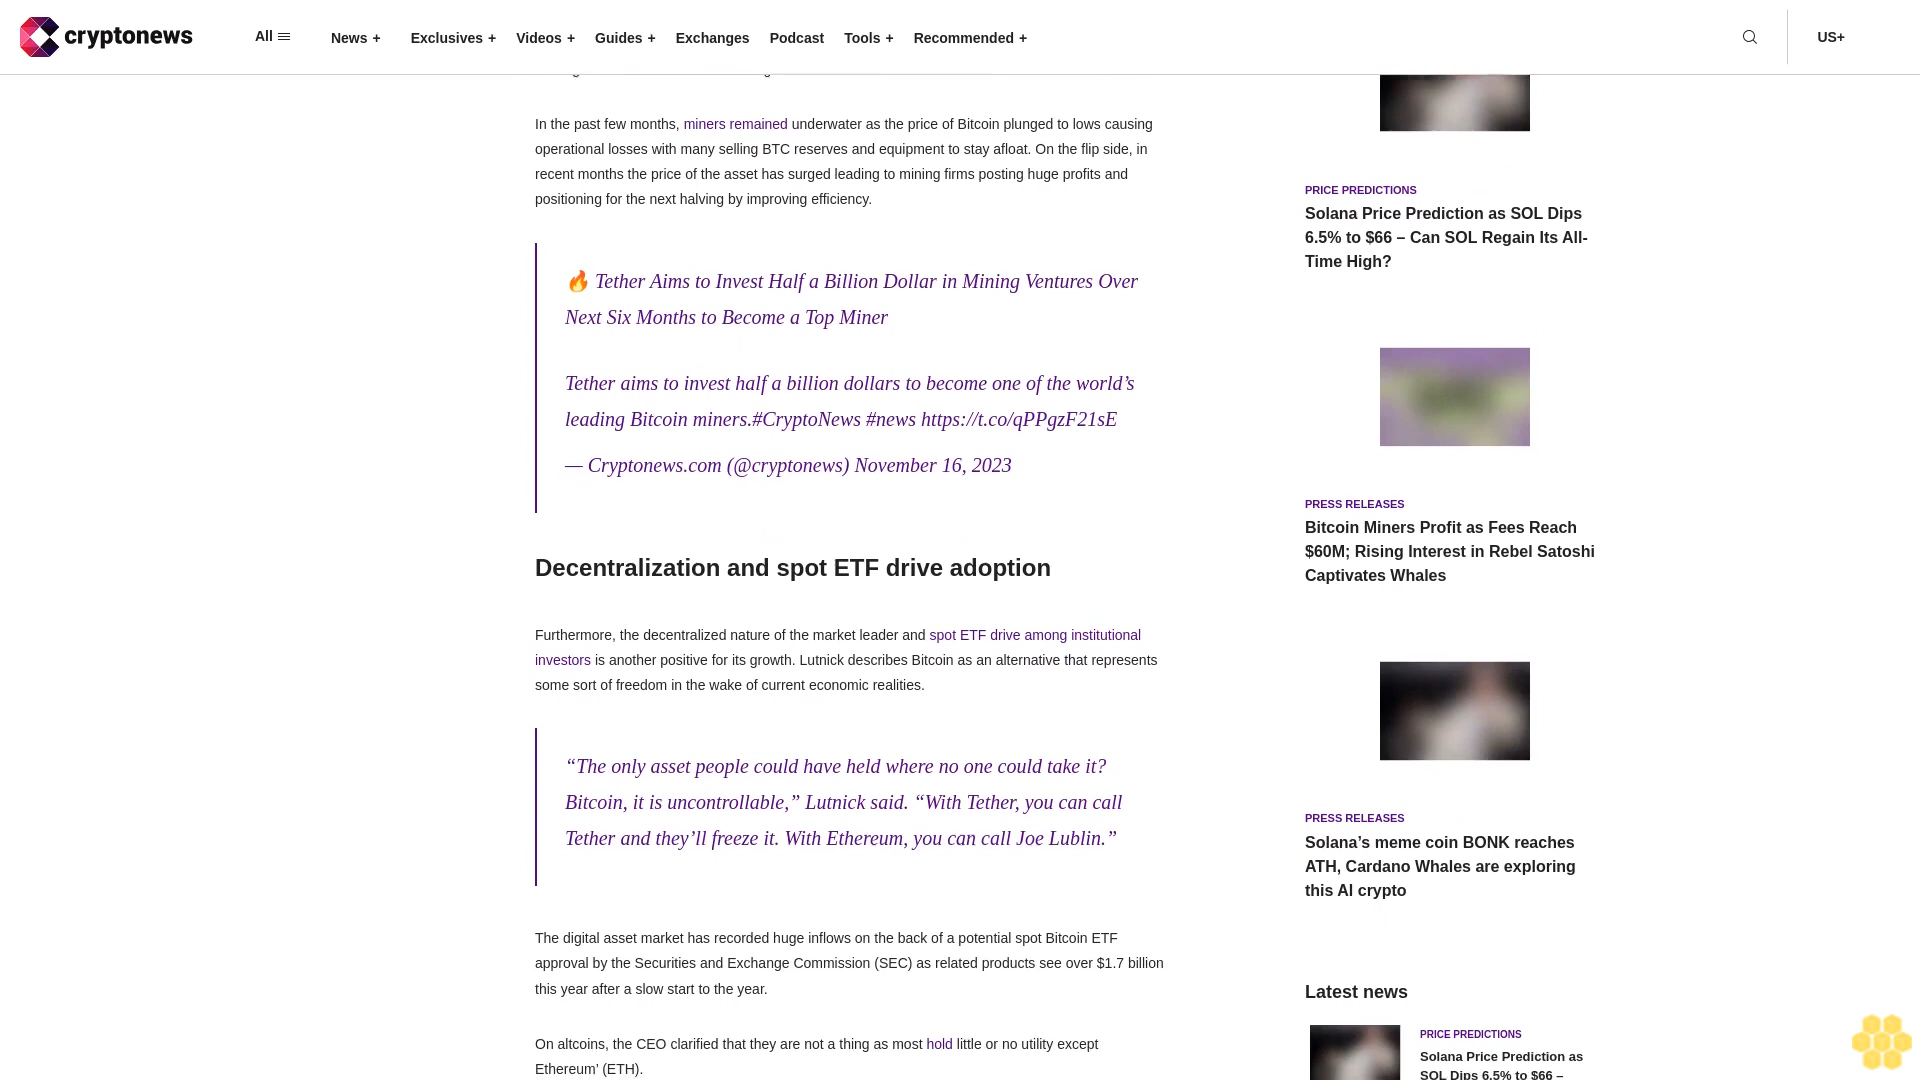 cryptonews
All
News +
Exclusives +
Videos +
Guides +
Exchanges
Podcast
Tools +
Recommended +
US+
In the past few months, miners remained underwater as the price of Bitcoin plunged to lows causing
operational losses with many selling BTC reserves and equipment to stay afloat. On the flip side, in
recent months the price of the asset has surged leading to mining firms posting huge profits and
positioning for the next halving by improving efficiency.
🔥 Tether Aims to Invest Half a Billion Dollar in Mining Ventures Over
Next Six Months to Become a Top Miner
Tether aims to invest half a billion dollars to become one of the world’s
leading Bitcoin miners.#CryptoNews #news https://t.co/qPPgzF21sE
— Cryptonews.com (@cryptonews) November 16, 2023
Decentralization and spot ETF drive adoption
Furthermore, the decentralized nature of the market leader and spot ETF drive among institutional
investors is another positive for its growth. Lutnick describes Bitcoin as an alternative that represents
some sort of freedom in the wake of current economic realities.
“The only asset people could have held where no one could take it?
Bitcoin, it is uncontrollable,” Lutnick said. “With Tether, you can call
Tether and they’ll freeze it. With Ethereum, you can call Joe Lublin.”
The digital asset market has recorded huge inflows on the back of a potential spot Bitcoin ETF
approval by the Securities and Exchange Commission (SEC) as related products see over $1.7 billion
this year after a slow start to the year.
On altcoins, the CEO clarified that they are not a thing as most hold little or no utility except
Ethereum’ (ETH).
PRICE PREDICTIONS
Solana Price Prediction as SOL Dips
6.5% to $66 – Can SOL Regain Its All-
Time High?
PRESS RELEASES
Bitcoin Miners Profit as Fees Reach
$60M; Rising Interest in Rebel Satoshi
Captivates Whales
PRESS RELEASES
Solana’s meme coin BONK reaches
ATH, Cardano Whales are exploring
this AI crypto
Latest news
PRICE PREDICTIONS
Solana Price Prediction as
SOL Dips 6.5% to $66 –